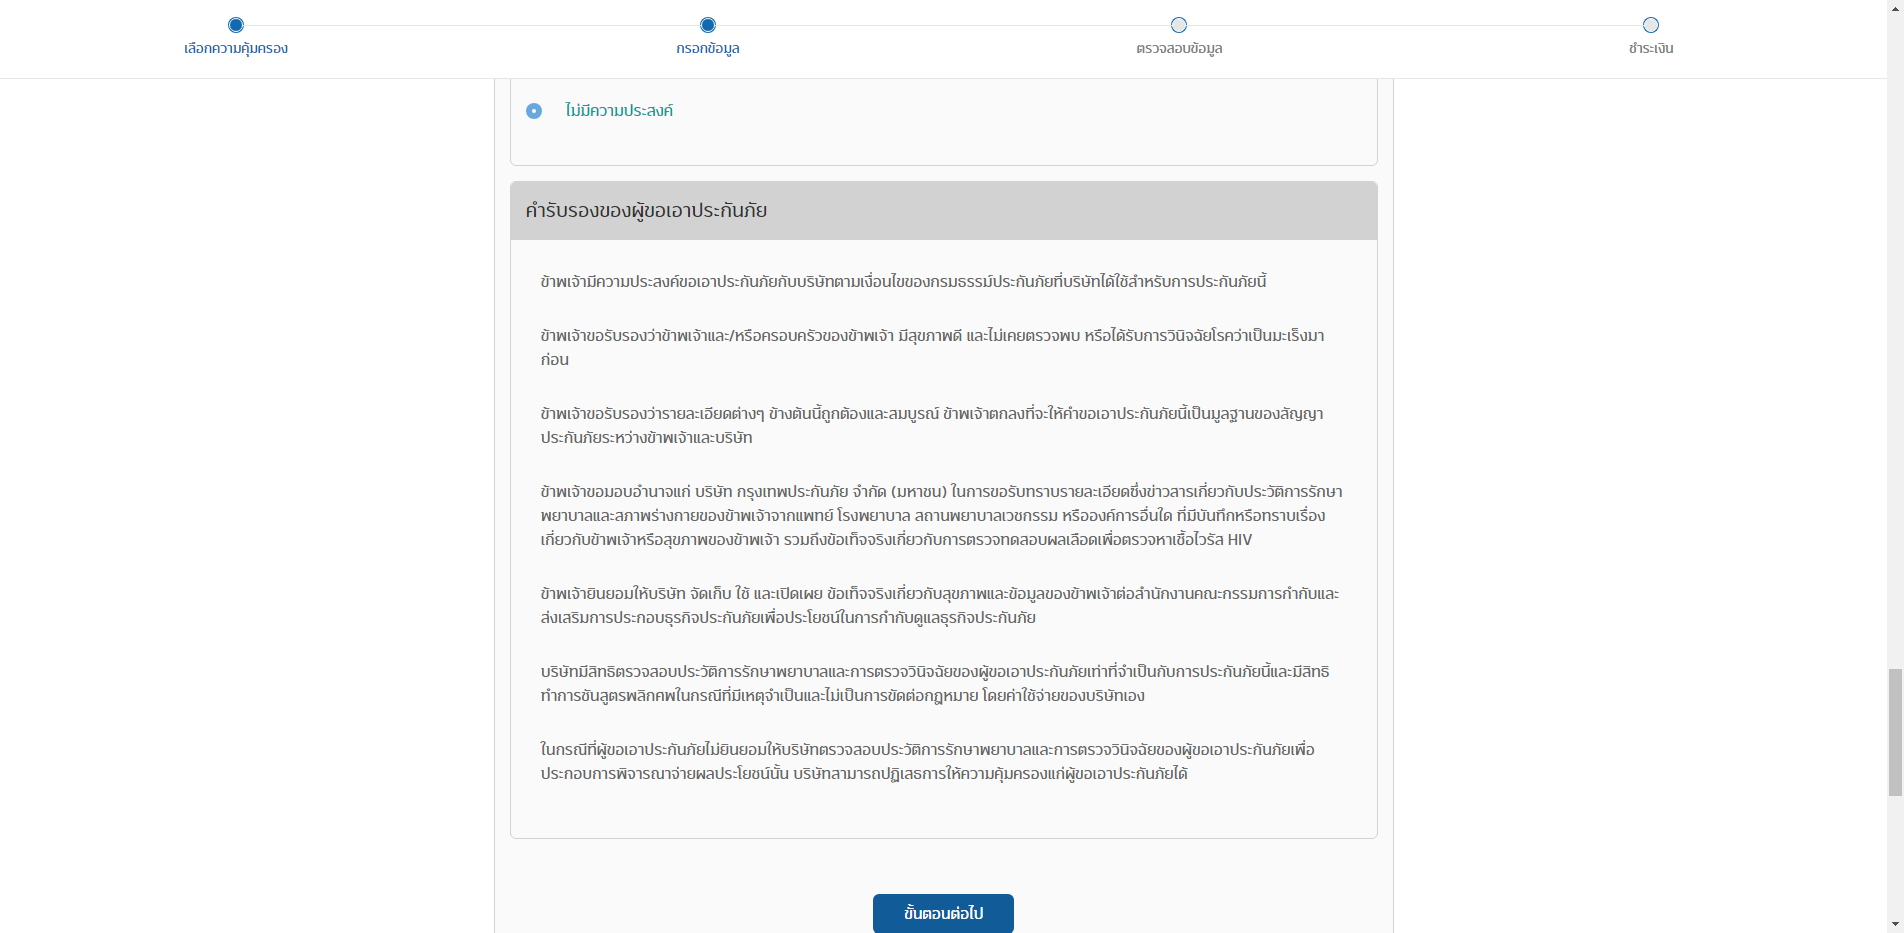 เลือกความคุ้มครอง
กรอกข้อมูล
ตรวจสอบข้อมูล
ชำระเงิน
ไม่มีความประสงค์
คำรับรองของผู้ขอเอาประกันภัย
ข้าพเจ้ามีความประสงค์ขอเอาประกันภัยกับบริษัทตามเงื่อนไขของกรมธรรม์ประกันภัยที่บริษัทได้ใช้สำหรับการประกันภัยนี้
ข้าพเจ้าขอรับรองว่าข้าพเจ้าและ/หรือครอบครัวของข้าพเจ้า มีสุขภาพดี และไม่เคยตรวจพบ หรือได้รับการวินิจฉัยโรคว่าเป็นมะเร็งมา
ก่อน
ข้าพเจ้าขอรับรองว่ารายละเอียดต่างๆ ข้างต้นนี้ถูกต้องและสมบูรณ์ ข้าพเจ้าตกลงที่จะให้คำขอเอาประกันภัยนี้เป็นมูลฐานของสัญญา
ประกันภัยระหว่างข้าพเจ้าและบริษัท
ข้าพเจ้าขอมอบอำนาจแก่ บริษัท กรุงเทพประกันภัย จำกัด (มหาชน) ในการขอรับทราบรายละเอียดซึ่งข่าวสารเกี่ยวกับประวัติการรักษา
พยาบาลและสภาพร่างกายของข้าพเจ้าจากแพทย์ โรงพยาบาล สถานพยาบาลเวชกรรม หรือองค์การอื่นใด ที่มีบันทึกหรือทราบเรื่อง
เกี่ยวกับข้าพเจ้าหรือสุขภาพของข้าพเจ้า รวมถึงข้อเท็จจริงเกี่ยวกับการตรวจทดสอบผลเลือดเพื่อตรวจหาเชื้อไวรัส HIV
ข้าพเจ้ายินยอมให้บริษัท จัดเก็บ ใช้ และเปิดเผย ข้อเท็จจริงเกี่ยวกับสุขภาพและข้อมูลของข้าพเจ้าต่อสำนักงานคณะกรรมการกำกับและ
ส่งเสริมการประกอบธุรกิจประกันภัยเพื่อประโยชน์ในการกำกับดูแลธุรกิจประกันภัย
บริษัทมีสิทธิตรวจสอบประวัติการรักษาพยาบาลและการตรวจวินิจฉัยของผู้ขอเอาประกันภัยเท่าที่จำเป็นกับการประกันภัยนี้และมีสิทธิ
ทำการชันสูตรพลิกศพในกรณีที่มีเหตุจำเป็นและไม่เป็นการขัดต่อกฎหมาย โดยค่าใช้จ่ายของบริษัทเอง
ในกรณีที่ผู้ขอเอาประกันภัยไม่ยินยอมให้บริษัทตรวจสอบประวัติการรักษาพยาบาลและการตรวจวินิจฉัยของผู้ขอเอาประกันภัยเพื่อ
ประกอบการพิจารณาจ่ายผลประโยชน์นั้น บริษัทสามารถปฏิเสธการให้ความคุ้มครองแก่ผู้ขอเอาประกันภัยได้
ขั้นตอนต่อไป